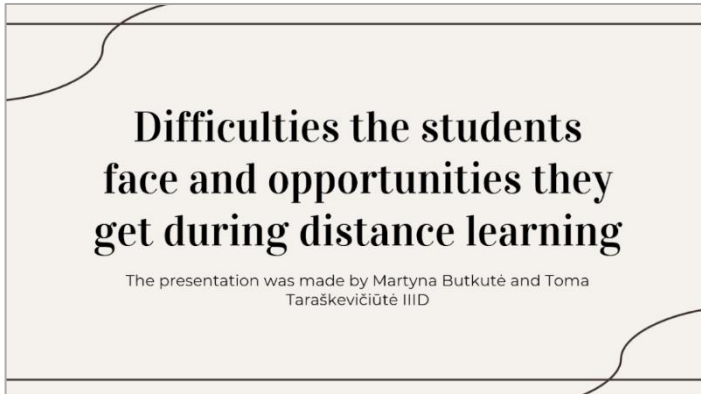 Difficulties the students
face and opportunities they
get during distance learning
The presentation was made by Martyna Butkutė and Toma
Taraškevičiūtė IIID